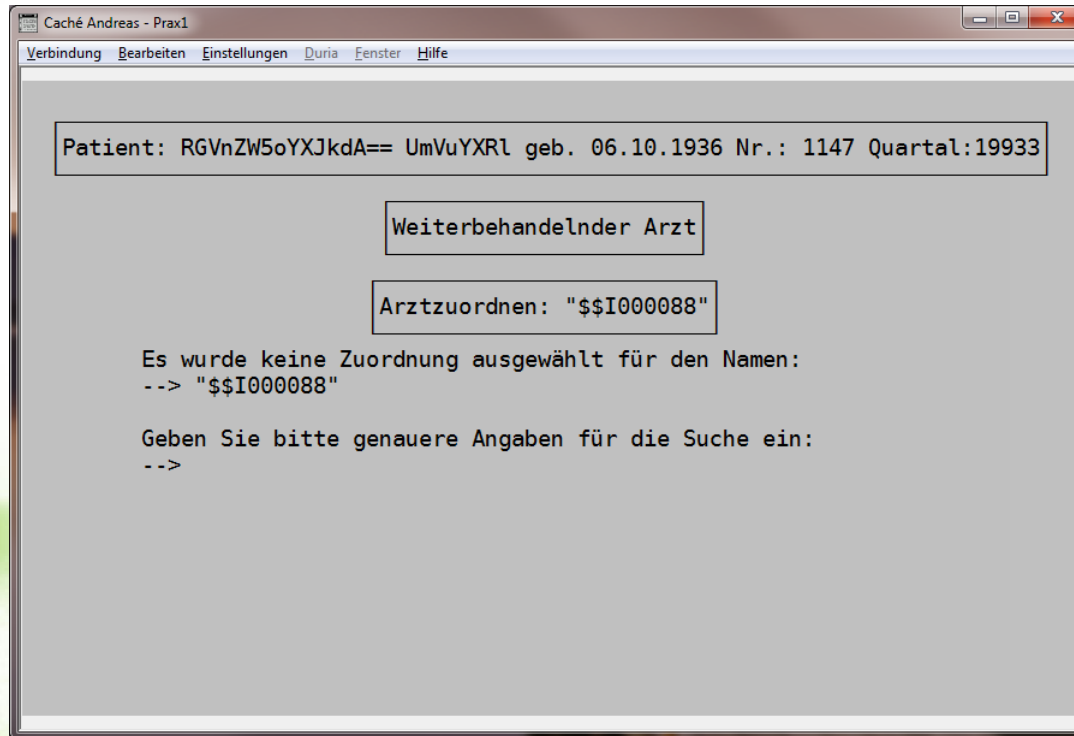 Caché Andreas - Prax1
Verbindung Bearbeiten Einstellungen Duria Fenster Hilfe
Patient: RGVnZW5oYXJkdA== UmVuYXRl geb. 06.10.1936 Nr.: 1147 Quartal:19933
Weiterbehandelnder Arzt
Arztzuordnen: "$$I000088"
Es wurde keine Zuordnung ausgewählt für den Namen:
--> "$$I000088"
Geben Sie bitte genauere Angaben für die Suche ein:
-->